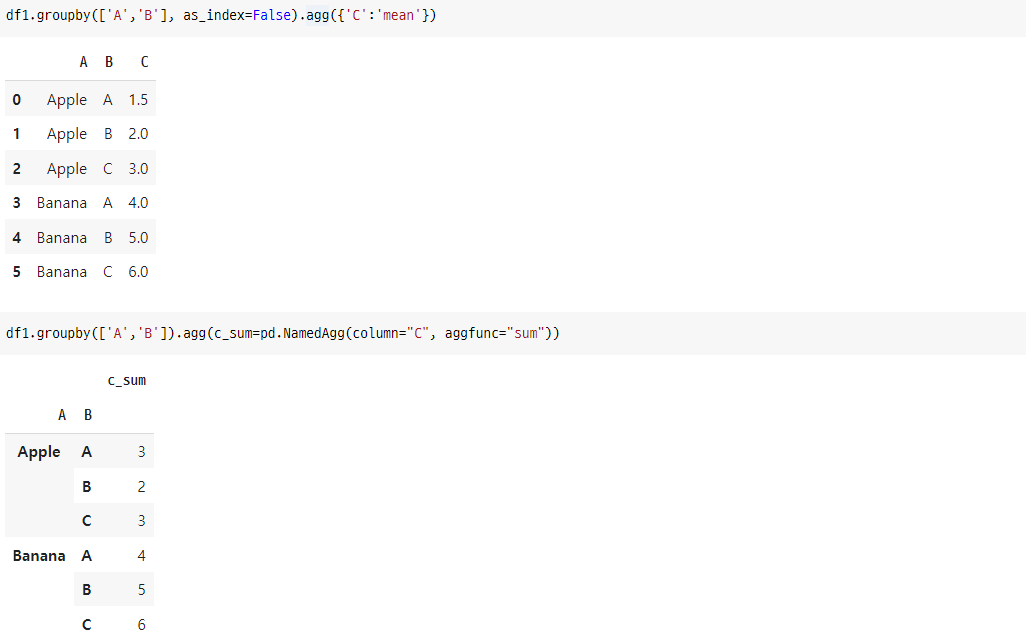 df1.groupby(['A','B'], as_index=False).agg({'C':'mean'})
A B C
0 Apple A 1.5
1 Apple B 2.0
2 Apple C 3.0
3 Banana A 4.0
4 Banana B 5.0
5 Banana C 6.0
df1.groupby(['A','B']).agg(c_sum=pd.NamedAgg(column="C", aggfunc="sum"))
c_sum
A B
Apple A 3
B 2
C 3
Banana A 4
B 5
C 6